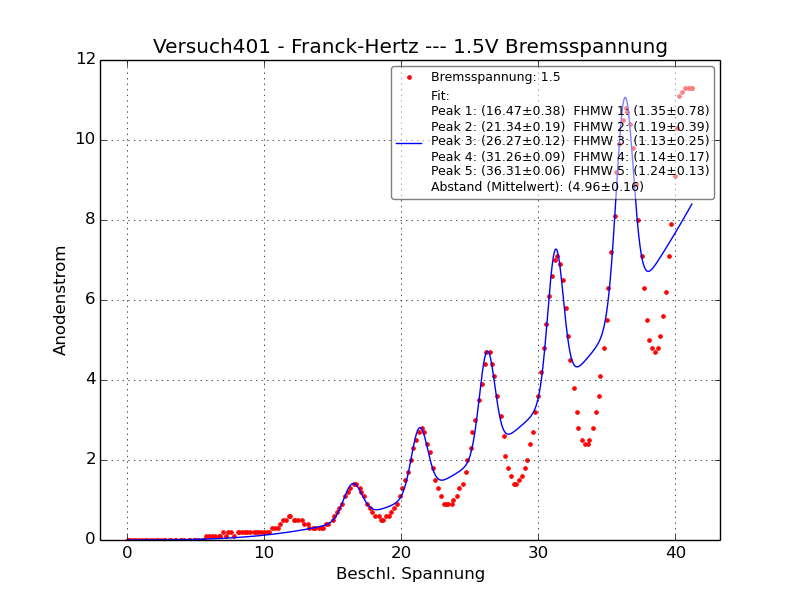 Versuch401 - Franck-Hertz --- 1.5V Bremsspannung
12
10
8
6
4
2
0
Anodenstrom
Bremsspannung: 1.5
Fit:
Peak 1: (16.47±0.38) FHMW 1: (1.35±0.78)
Peak 2: (21.34±0.19) FHMW 2: (1.19±0.39)
Peak 3: (26.27±0.12) FHMW 3: (1.13±0.25)
Peak 4: (31.26±0.09) FHMW 4: (1.14±0.17)
Peak 5: (36.31±0.06) FHMW 5: (1.24±0.13)
Abstand (Mittelwert): (4.96±0.16)
0 10 20 30 40
Beschl. Spannung